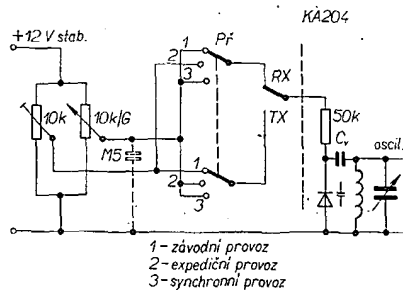 KA204
+12 V stab.
1
Př
2
3
RX
TX
10k
10k/G
M5
50k
Cv
oscil.
1
2
3
1 - závodní provoz
2 - expediční provoz
3 - synchronní provoz